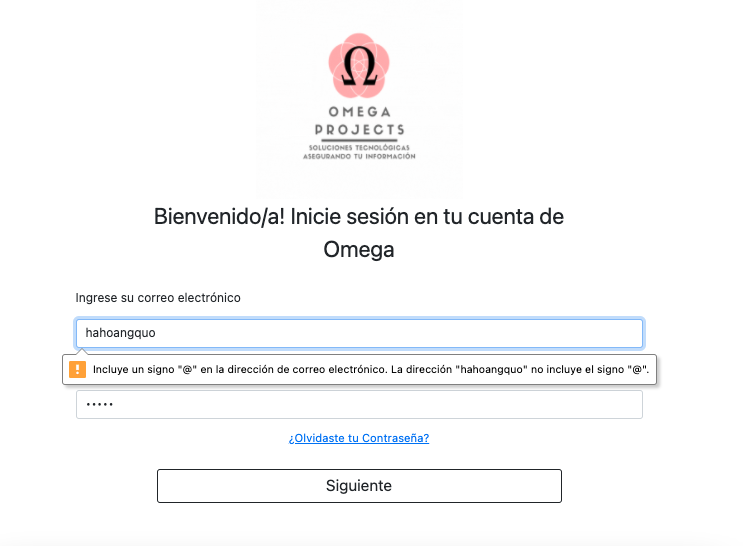 Ω
OMEGA
PROJECTS
SOLUCIONES TECNOLÓGICAS
ASEGURANDO TU INFORMACIÓN
Bienvenido/a! Inicie sesión en tu cuenta de
Omega
Ingrese su correo electrónico
hahoangquo
Incluye un signo "@" en la dirección de correo electrónico. La dirección "hahoangquo" no incluye el signo "@".
•••••
¿Olvidaste tu Contraseña?
Siguiente